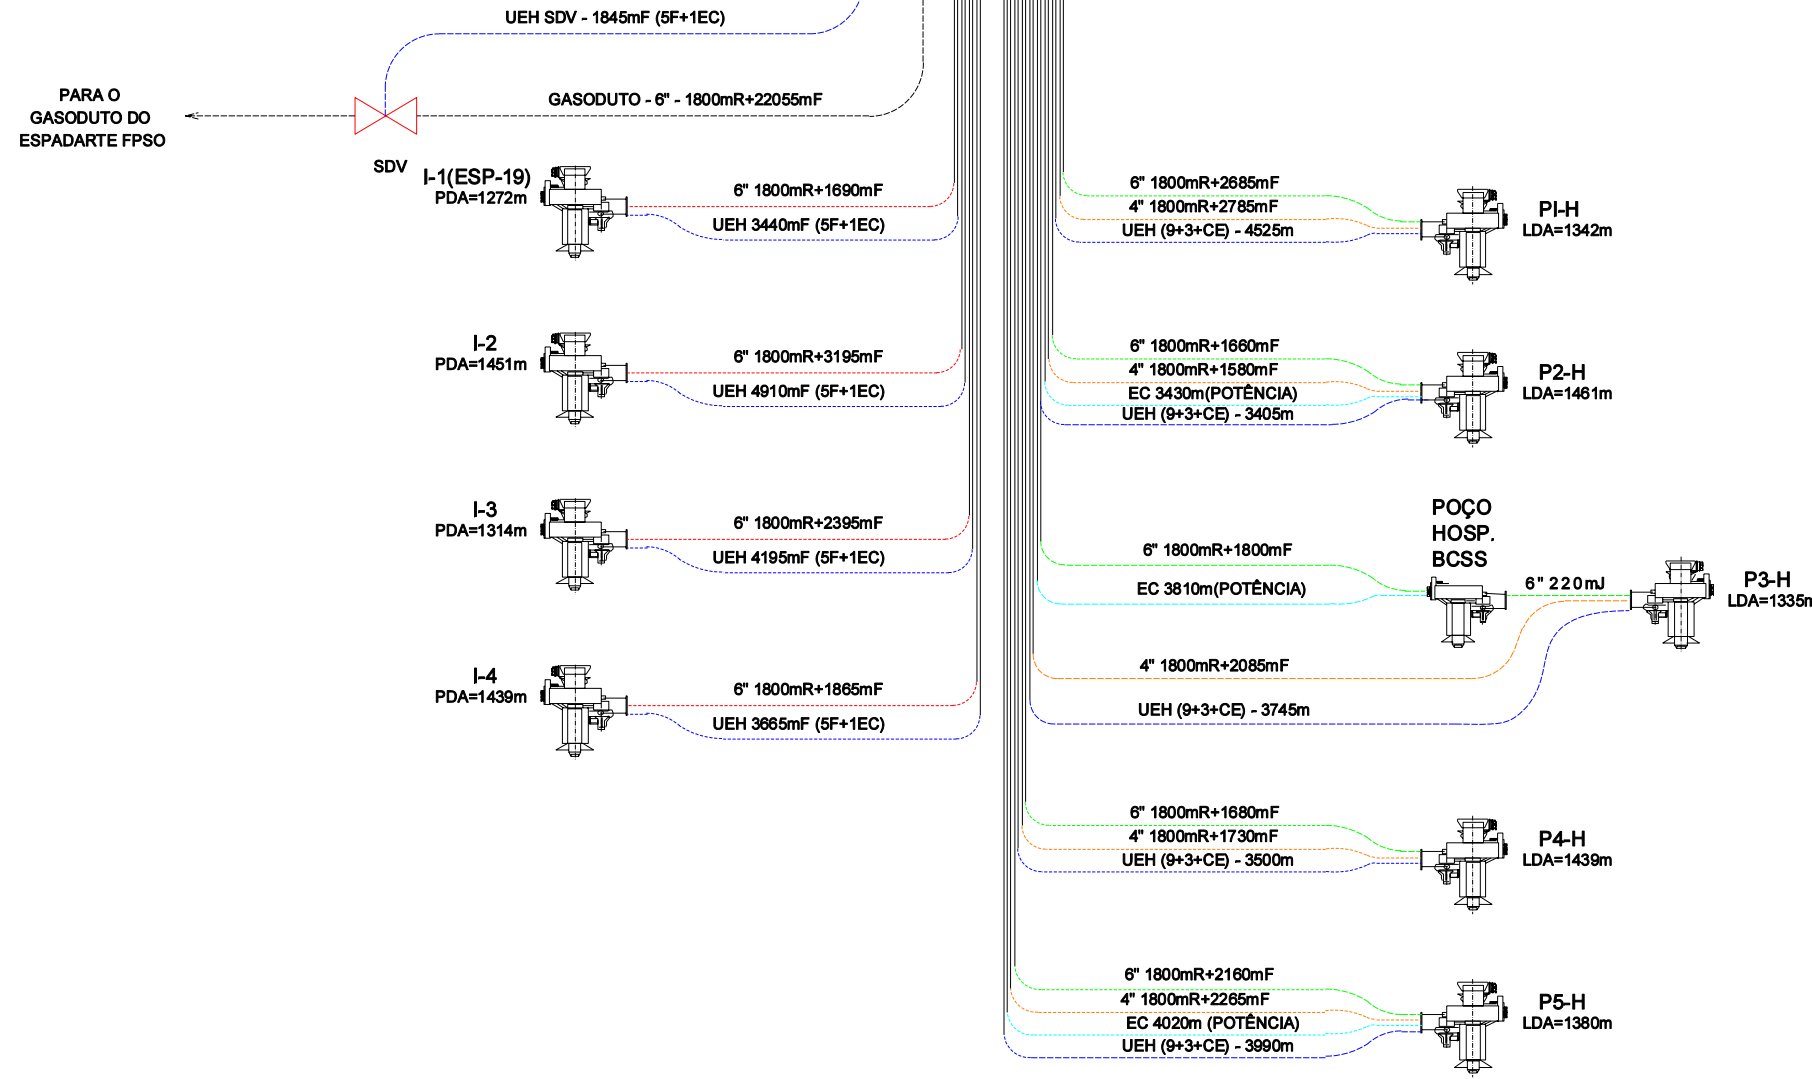 UEH SDV - 1845mF (5F+1EC)
PARA O
GASODUTO DO
ESPADARTE FPSO
GASODUTO - 6" - 1800mR+22055mF
SDV
I-1(ESP-19)
PDA=1272m
6" 1800mR+1690mF
UEH 3440mF (5F+1EC)
I-2
PDA=1451m
6" 1800mR+3195mF
UEH 4910mF (5F+1EC)
I-3
PDA=1314m
6" 1800mR+2395mF
UEH 4195mF (5F+1EC)
I-4
PDA=1439m
6" 1800mR+1865mF
UEH 3665mF (5F+1EC)
6" 1800mR+2685mF
4" 1800mR+2785mF
UEH (9+3+CE) - 4525m
P1-H
LDA=1342m
6" 1800mR+1660mF
4" 1800mR+1580mF
EC 3430m(POTÊNCIA)
UEH (9+3+CE) - 3405m
P2-H
LDA=1461m
POÇO
HOSP.
BCSS
6" 1800mR+1800mF
EC 3810m(POTÊNCIA)
6" 220mJ
P3-H
LDA=1335m
4" 1800mR+2085mF
UEH (9+3+CE) - 3745m
6" 1800mR+1680mF
4" 1800mR+1730mF
UEH (9+3+CE) - 3500m
P4-H
LDA=1439m
6" 1800mR+2160mF
4" 1800mR+2265mF
EC 4020m (POTÊNCIA)
UEH (9+3+CE) - 3990m
P5-H
LDA=1380m